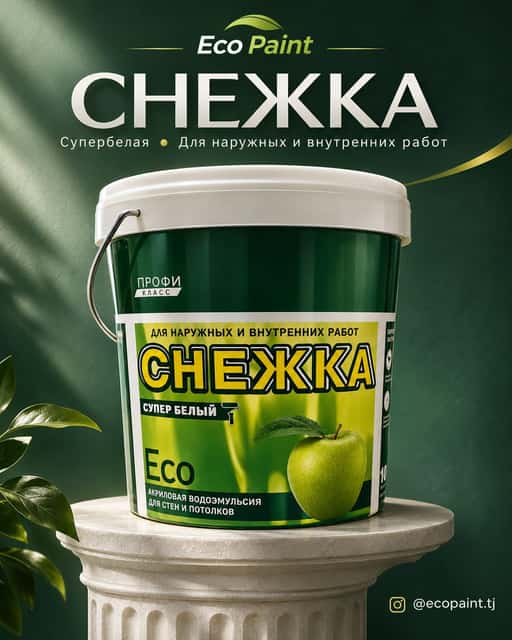 Eco Paint
СНЕЖКА
Супербелая • Для наружных и внутренних работ
ПРОФИ
КЛАСС
ДЛЯ НАРУЖНЫХ И ВНУТРЕННИХ РАБОТ
СНЕЖКА
СУПЕР БЕЛЫЙ
Eco
АКРИЛОВАЯ ВОДОЭМУЛЬСИЯ
ДЛЯ СТЕН И ПОТОЛКОВ
@ecopaint.tj